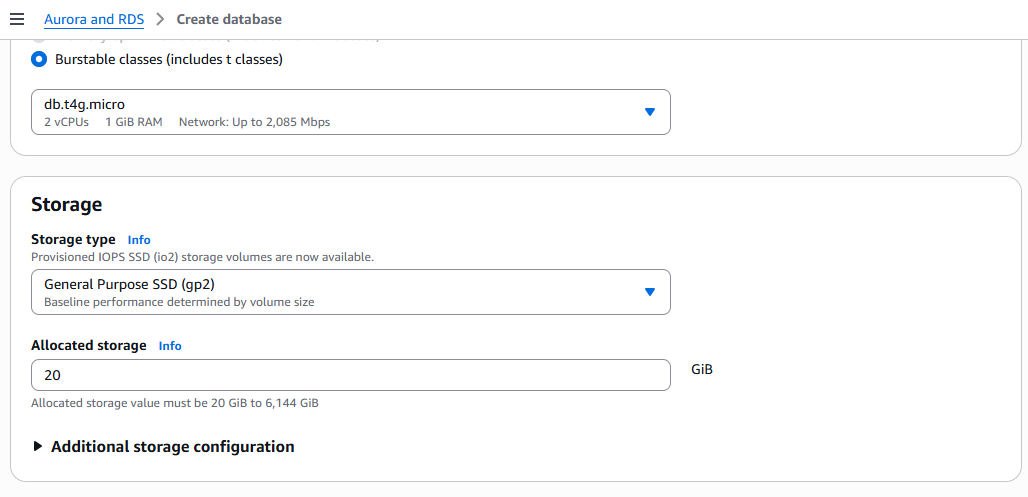 Aurora and RDS > Create database
Burstable classes (includes t classes)
db.t4g.micro
2 vCPUs 1 GiB RAM Network: Up to 2,085 Mbps
Storage
Storage type Info
Provisioned IOPS SSD (io2) storage volumes are now available.
General Purpose SSD (gp2)
Baseline performance determined by volume size
Allocated storage Info
20 GiB
Allocated storage value must be 20 GiB to 6,144 GiB
Additional storage configuration